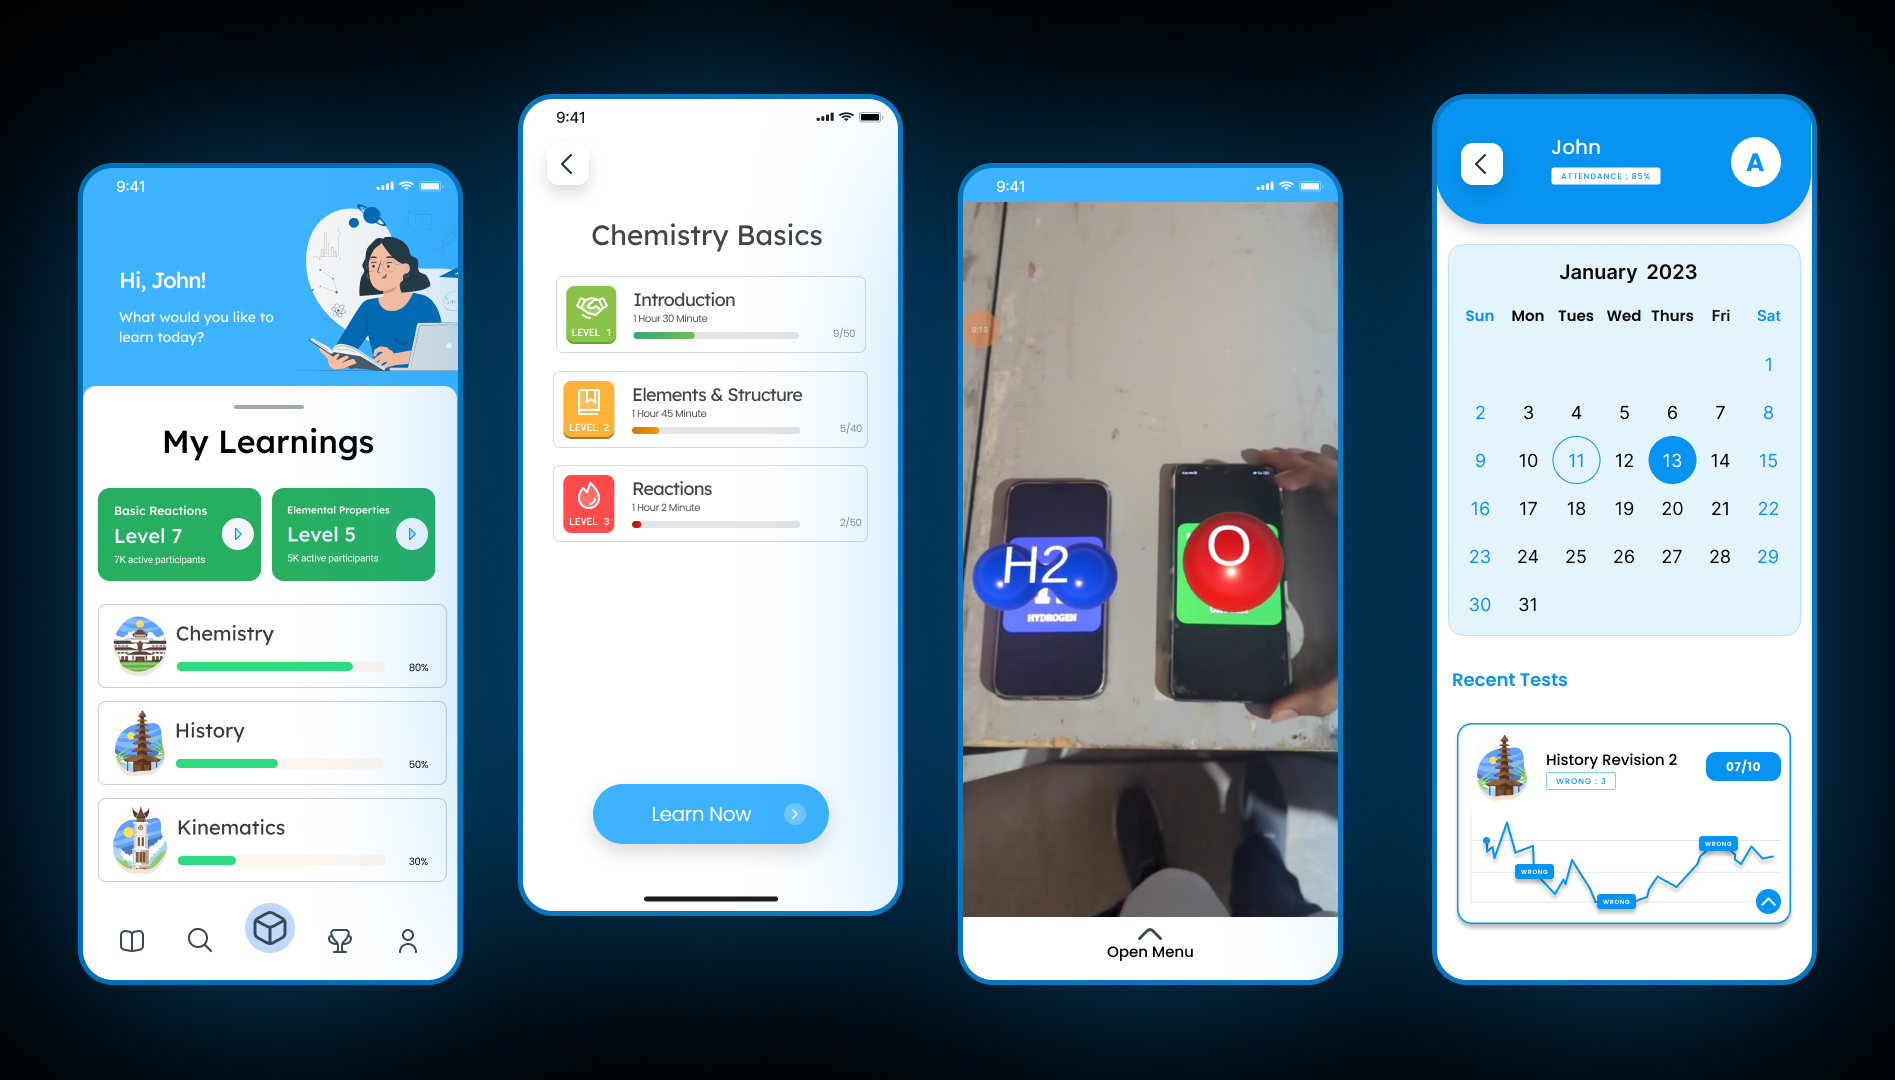 9:41
Hi, John!
What would you like to
learn today?
My Learnings
Basic Reactions
Level 7
7K active participants
Elemental Properties
Level 5
5K active participants
Chemistry
80%
History
50%
Kinematics
30%
9:41
Chemistry Basics
LEVEL 1
Introduction
1 Hour 30 Minute
9/50
LEVEL 2
Elements & Structure
1 Hour 45 Minute
5/40
LEVEL 3
Reactions
1 Hour 2 Minute
2/50
Learn Now
9:41
0:10
H2
HYDROGEN
O
Open Menu
John
ATTENDANCE : 85%
A
January 2023
Sun Mon Tues Wed Thurs Fri Sat
1
2 3 4 5 6 7 8
9 10 11 12 13 14 15
16 17 18 19 20 21 22
23 24 25 26 27 28 29
30 31
Recent Tests
History Revision 2
WRONG : 3
07/10
WRONG
WRONG
WRONG